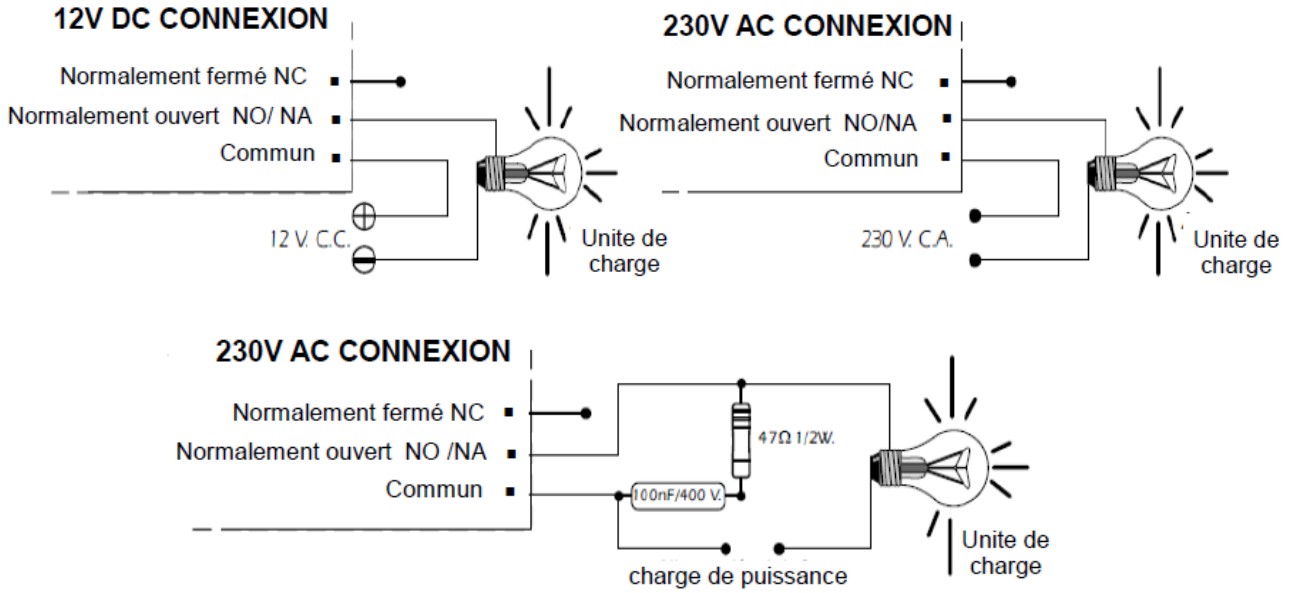 12V DC CONNEXION
Normalement fermé NC
Normalement ouvert NO/ NA
Commun
12 V. C.C.
Unite de
charge
230V AC CONNEXION
Normalement fermé NC
Normalement ouvert NO/NA
Commun
230 V. C.A.
Unite de
charge
230V AC CONNEXION
Normalement fermé NC
Normalement ouvert NO /NA
Commun
47Ω 1/2W.
100nF/400 V.
charge de puissance
Unite de
charge